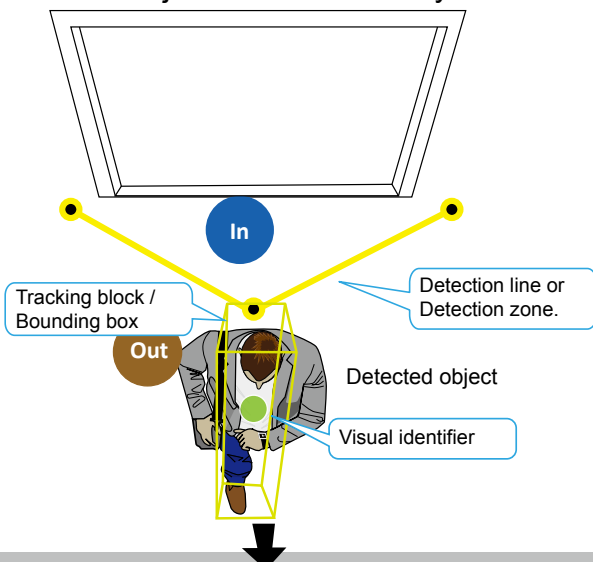 In
Tracking block /
Bounding box
Detection line or
Detection zone.
Out
Detected object
Visual identifier